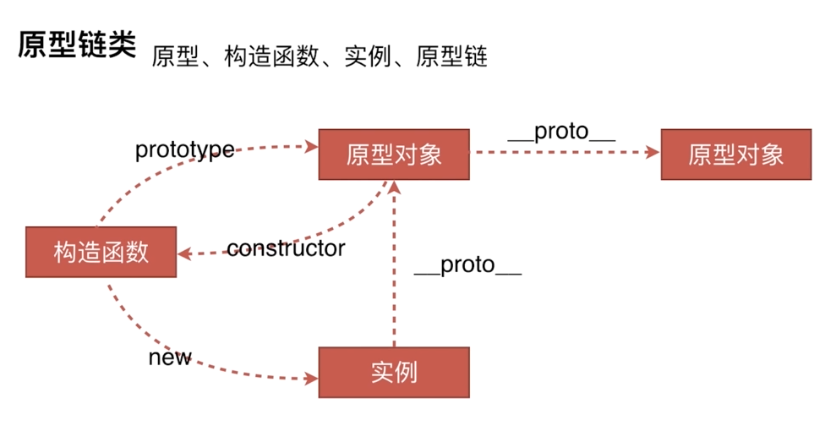 原型链类 原型、构造函数、实例、原型链
__proto__
prototype
原型对象
原型对象
构造函数
constructor
__proto__
new
实例